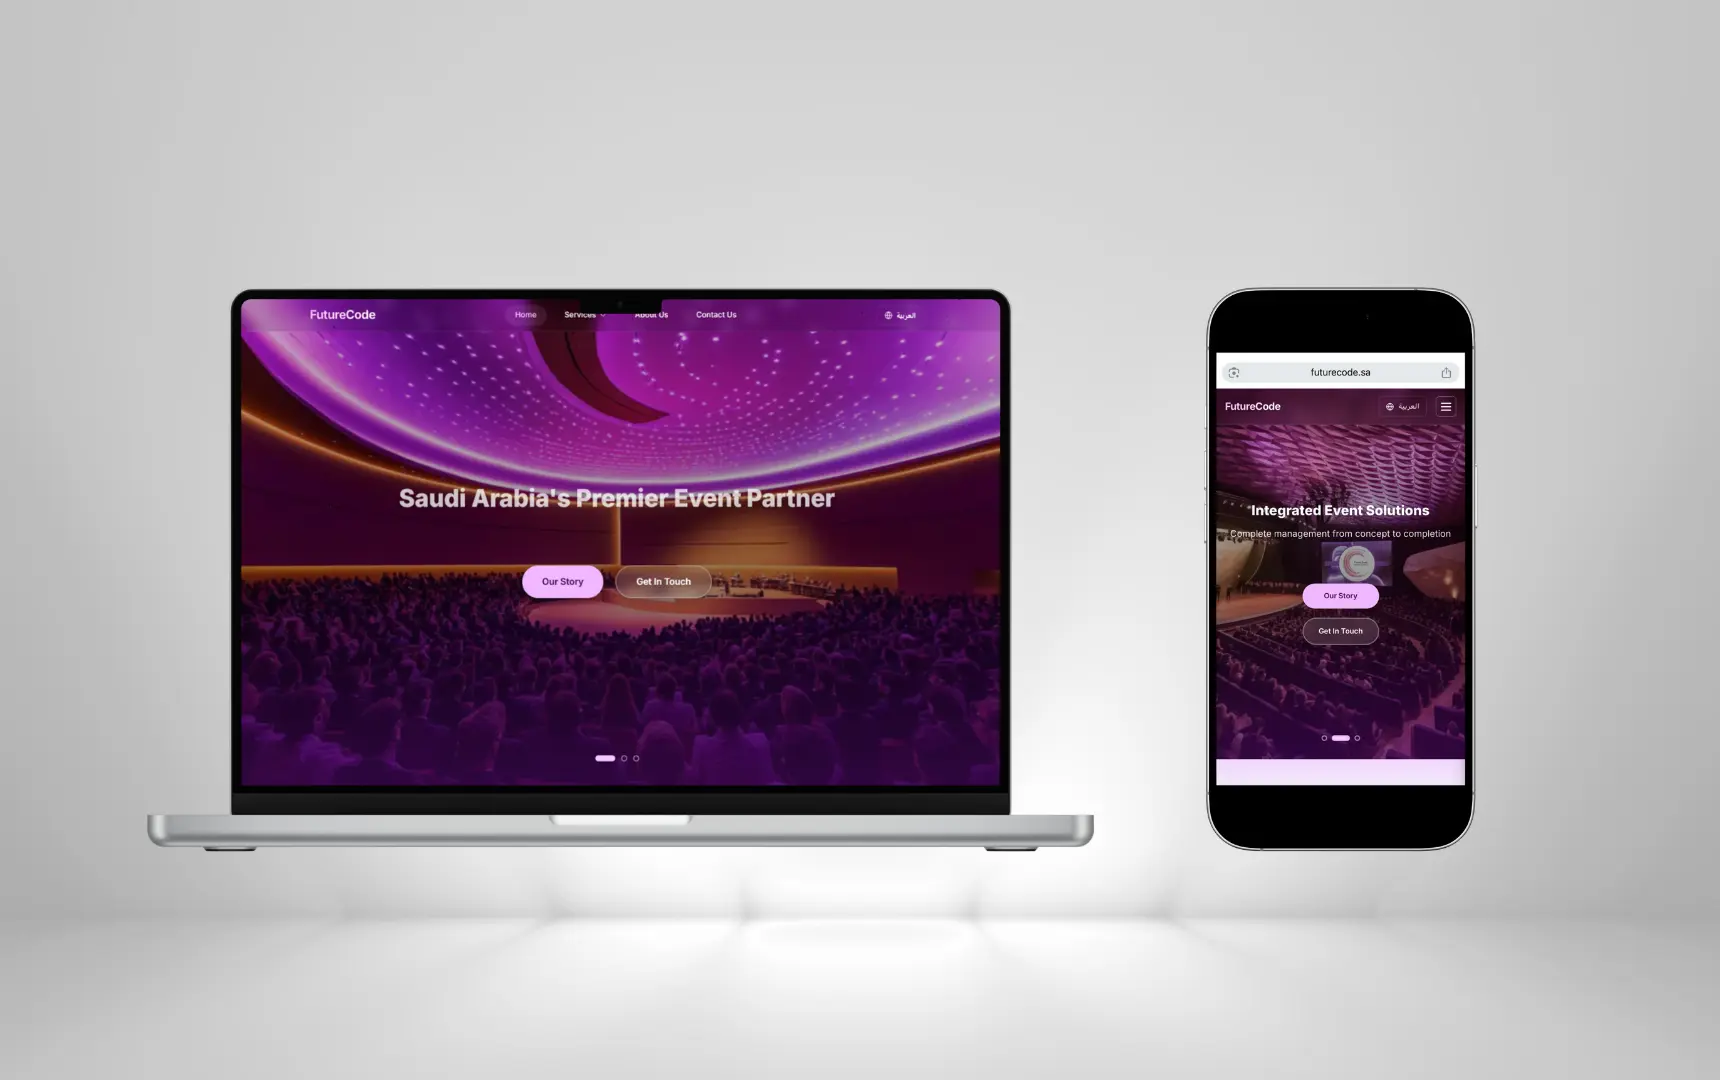 FutureCode
Home Services About Us Contact Us
العربية
Saudi Arabia's Premier Event Partner
Our Story Get In Touch
futurecode.sa
FutureCode العربية
Integrated Event Solutions
Complete management from concept to completion
Our Story
Get In Touch